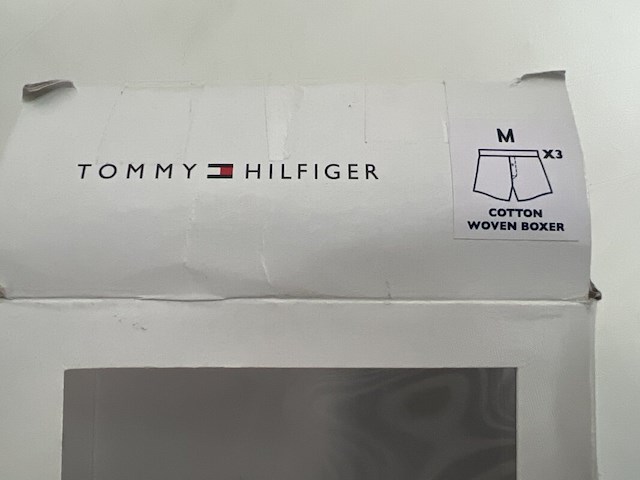 TOMMY HILFIGER
M
X3
COTTON
WOVEN BOXER